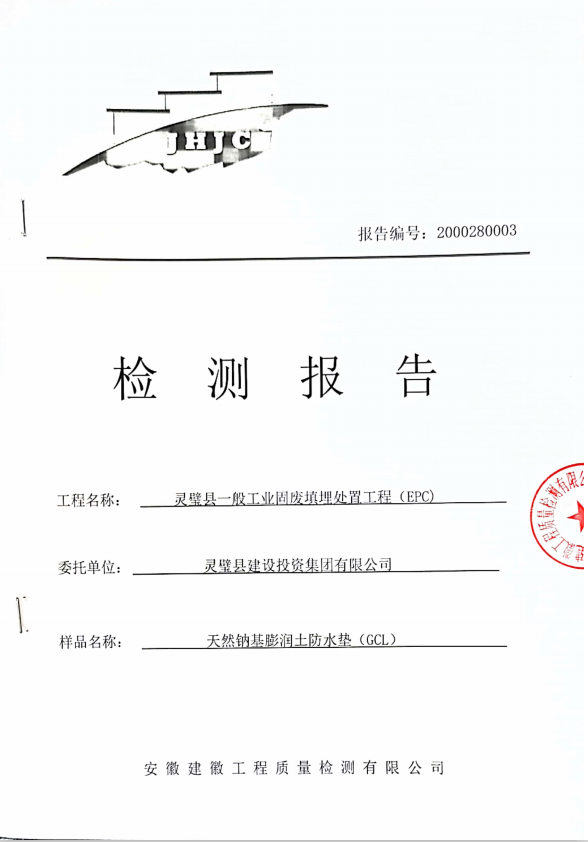 JHJC
报告编号：2000280003
检测报告
工程名称：灵璧县一般工业固废填埋处置工程（EPC)
委托单位：灵璧县建设投资集团有限公司
样品名称：天然钠基膨润土防水垫（GCL）
安徽建徽工程质量检测有限公司